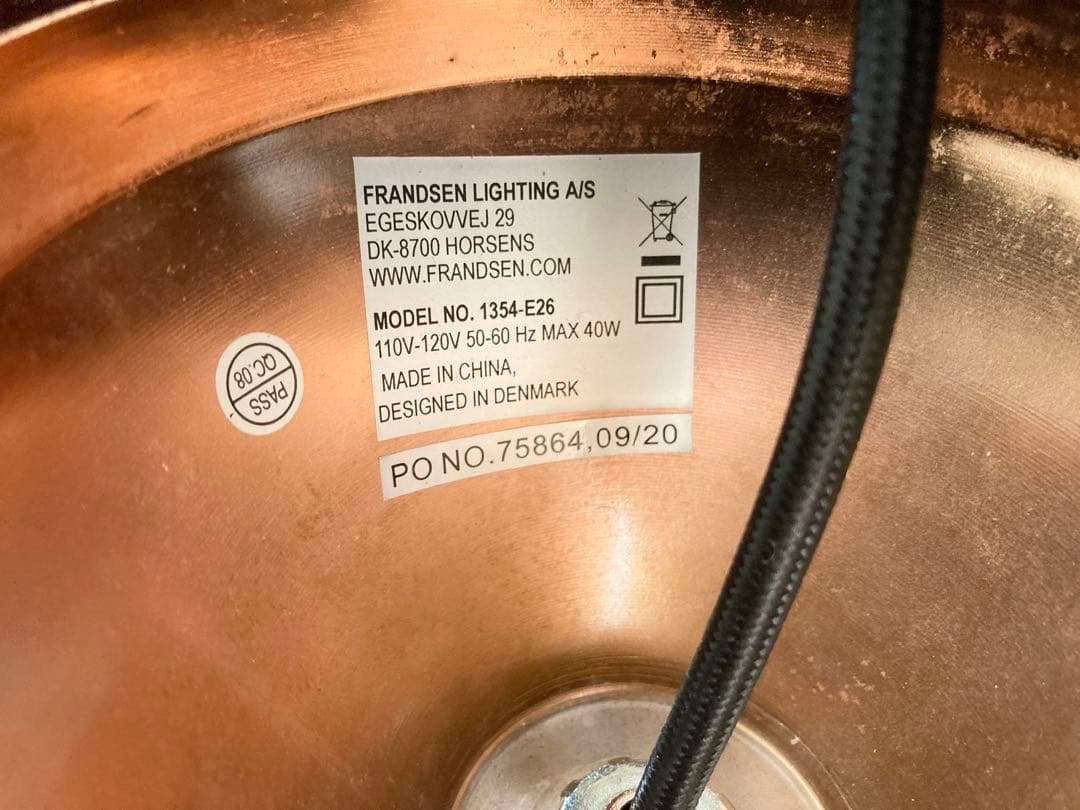 FRANDSEN LIGHTING A/S
EGESKOVVEJ 29
DK-8700 HORSENS
WWW.FRANDSEN.COM
MODEL NO. 1354-E26
110V-120V 50-60 Hz MAX 40W
MADE IN CHINA,
DESIGNED IN DENMARK
PO NO.75864,09/20
PASS
QC:08